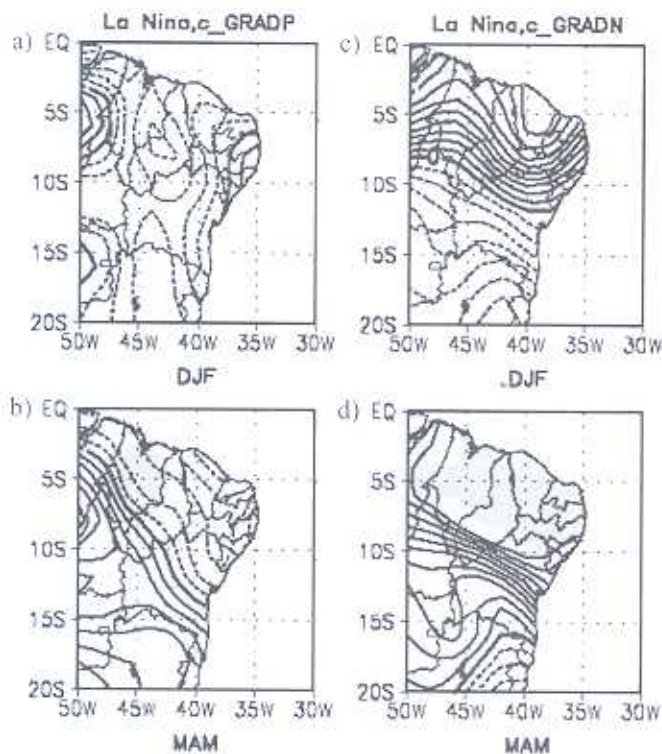 La Nina,c_GRADP
a) EQ
5S
10S
15S
20S
50W 45W 40W 35W 30W
DJF
La Nina,c_GRADN
c) EQ
5S
10S
15S
20S
50W 45W 40W 35W 30W
.DJF
b) EQ
5S
10S
15S
20S
50W 45W 40W 35W 30W
MAM
d) EQ
5S
10S
15S
20S
50W 45W 40W 35W 30W
MAM